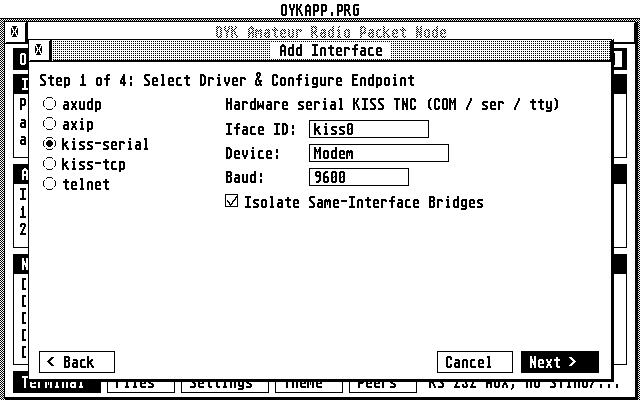 OYKAPP.PRG
OYK Amateur Radio Packet Node
Add Interface
Step 1 of 4: Select Driver & Configure Endpoint
axudp
axip
kiss-serial
kiss-tcp
telnet
Hardware serial KISS TNC (COM / ser / tty)
Iface ID: kiss0
Device: Modem
Baud: 9600
Isolate Same-Interface Bridges
< Back
Cancel
Next >
Terminal Files Settings Theme Peers